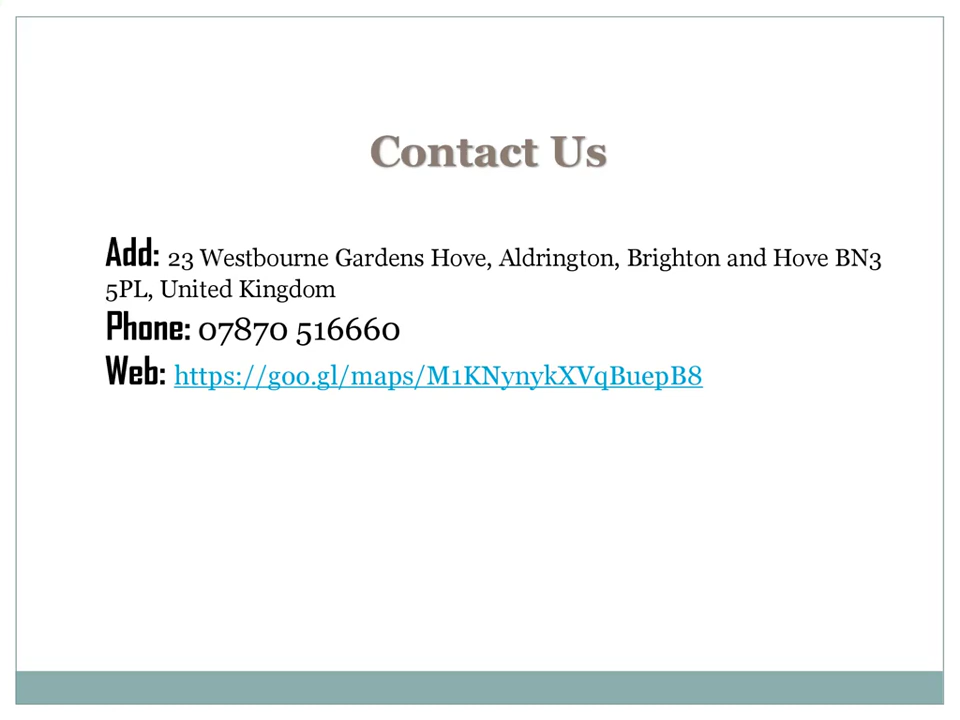 Contact Us
Add: 23 Westbourne Gardens Hove, Aldrington, Brighton and Hove BN3
5PL, United Kingdom
Phone: 07870 516660
Web: https://goo.gl/maps/M1KNynykXVqBuepB8